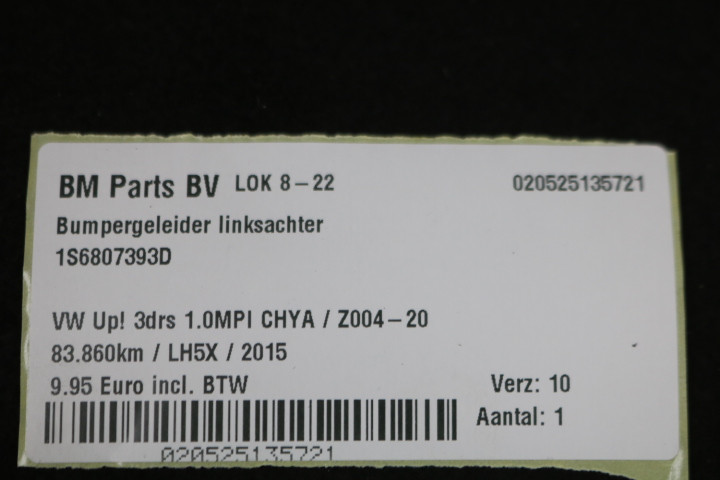 BM Parts BV LOK 8-22 020525135721
Bumpergeleider linksachter
1S6807393D
VW Up! 3drs 1.0MPI CHYA / Z004-20
83.860km / LH5X / 2015
9.95 Euro incl. BTW Verz: 10
Aantal: 1
020525135721